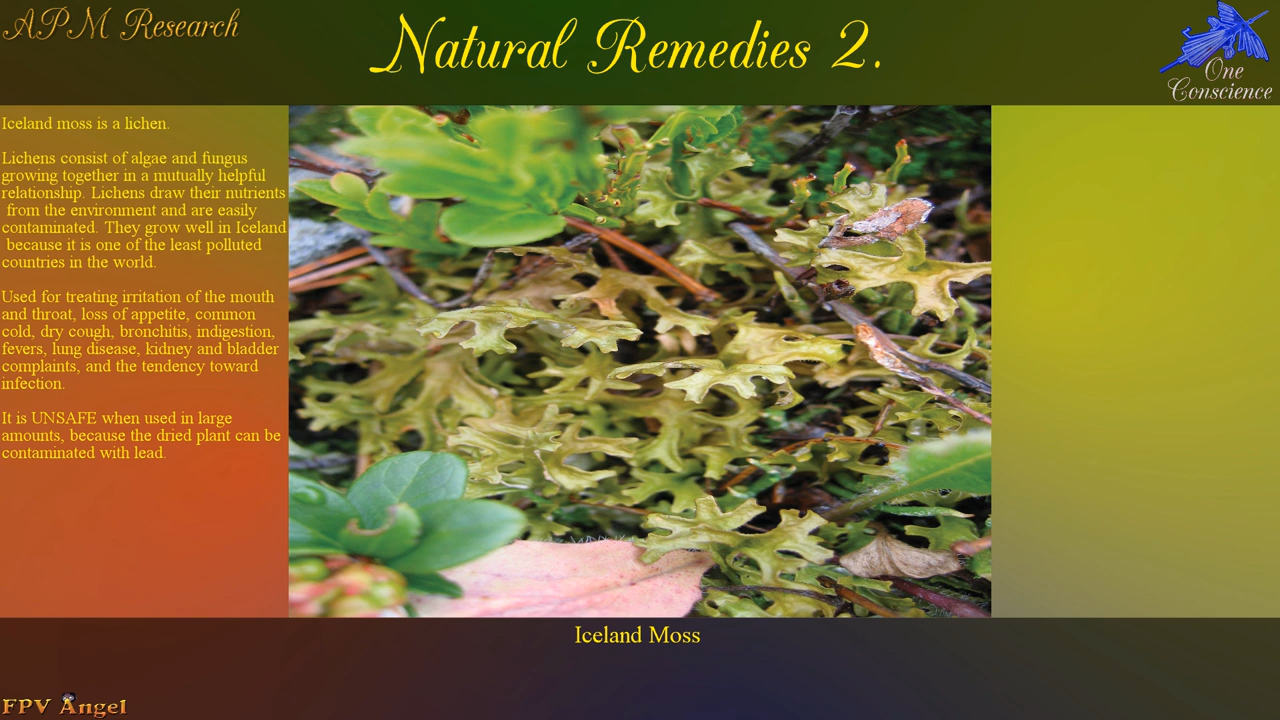 APM Research
Natural Remedies 2.
One
Conscience
Iceland moss is a lichen.
Lichens consist of algae and fungus
growing together in a mutually helpful
relationship. Lichens draw their nutrients
from the environment and are easily
contaminated. They grow well in Iceland
because it is one of the least polluted
countries in the world.
Used for treating irritation of the mouth
and throat, loss of appetite, common
cold, dry cough, bronchitis, indigestion,
fevers, lung disease, kidney and bladder
complaints, and the tendency toward
infection.
It is UNSAFE when used in large
amounts, because the dried plant can be
contaminated with lead.
Iceland Moss
FPV Angel